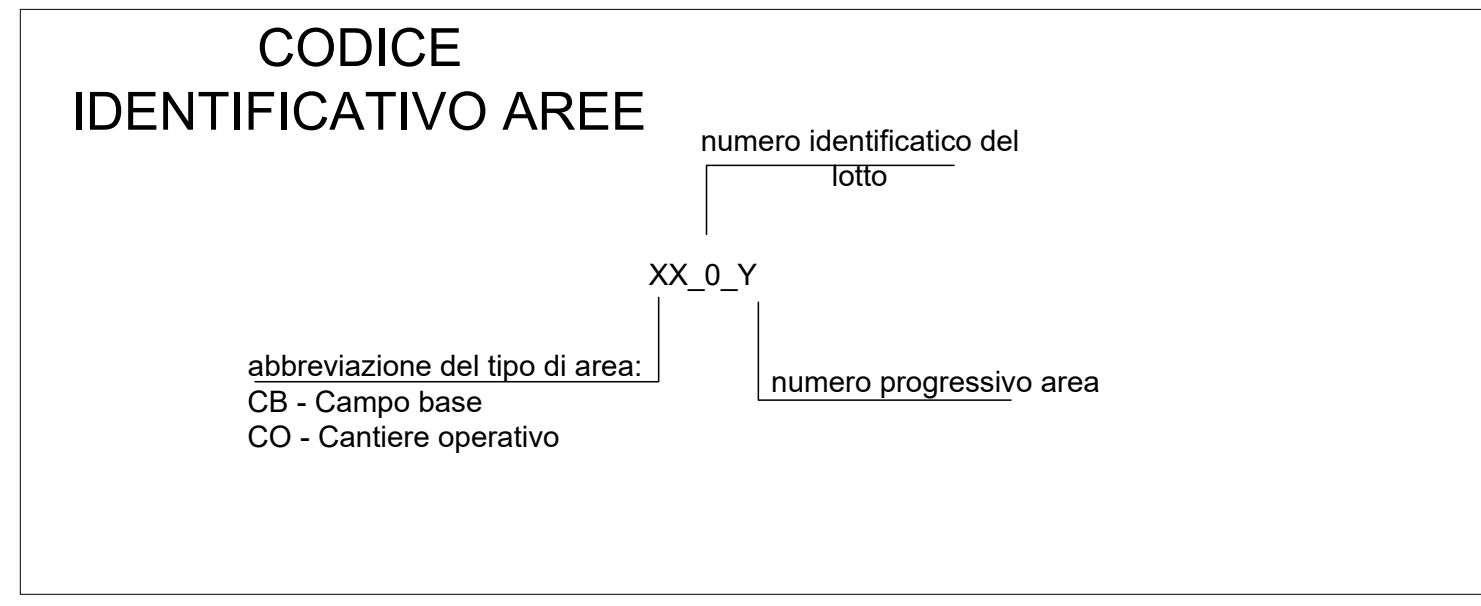 CODICE
IDENTIFICATIVO AREE
numero identificatico del
lotto
XX_0_Y
abbreviazione del tipo di area:
CB - Campo base
CO - Cantiere operativo
numero progressivo area